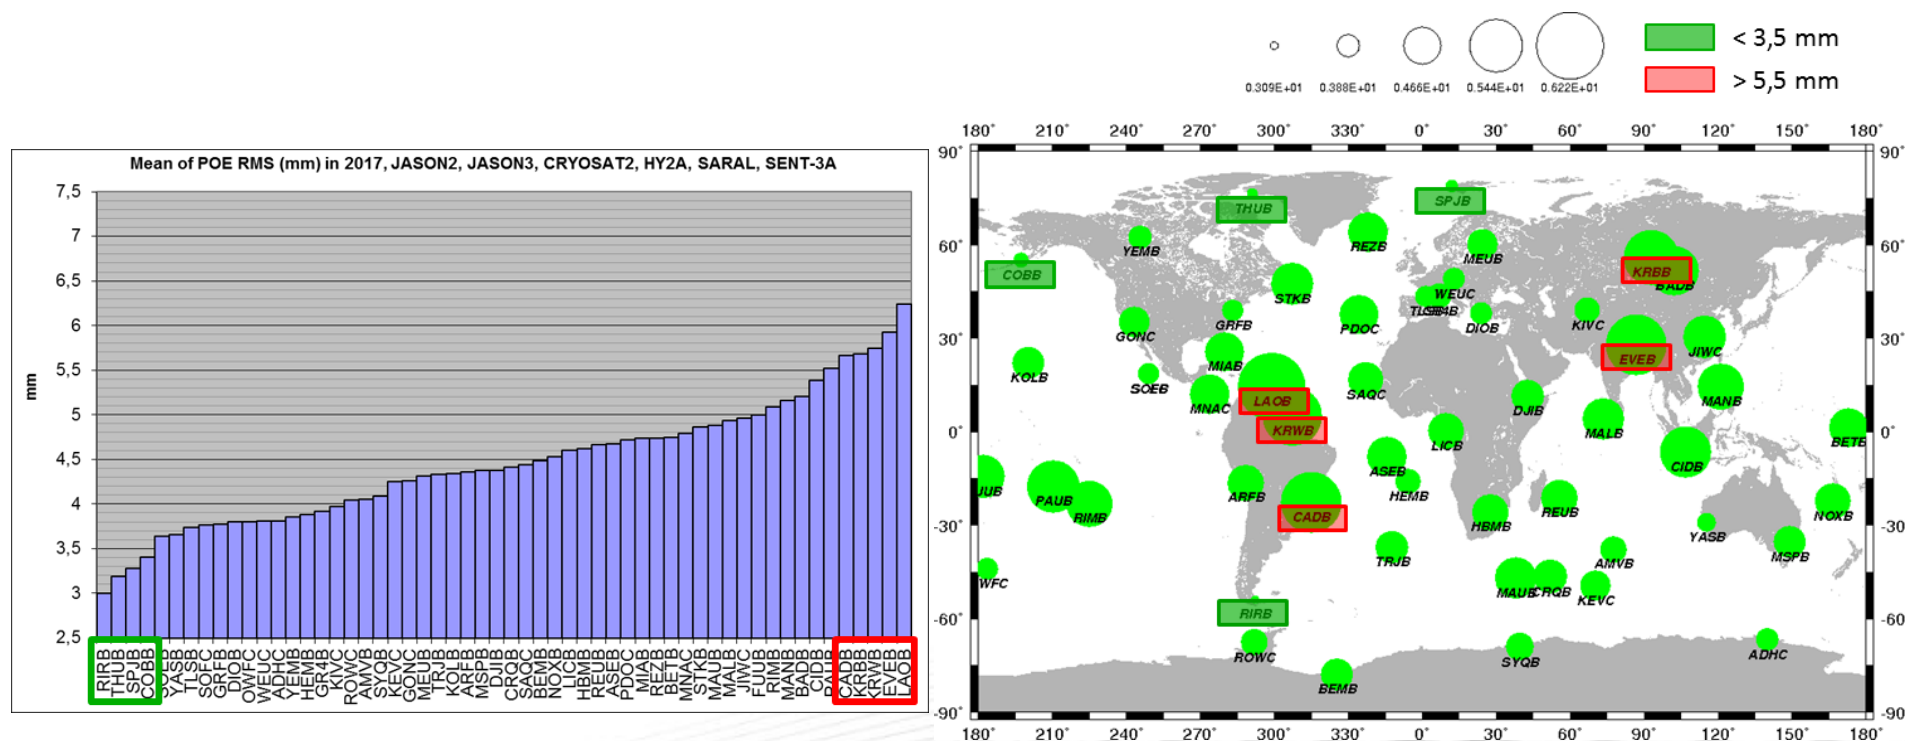 < 3,5 mm
> 5,5 mm
0.309E+01 0.388E+01 0.466E+01 0.544E+01 0.622E+01
Mean of POE RMS (mm) in 2017, JASON2, JASON3, CRYOSAT2, HY2A, SARAL, SENT-3A
7,5
7
6,5
6
5,5
5
4,5
4
3,5
3
2,5
mm
RIRB
THUB
SPJB
COBB
YASB
TLSB
SOFC
GRFB
DIOB
OWFC
WEUC
ADHC
YEMB
HEMB
GR4B
KIVC
ROWC
AMVB
SYQB
KEVC
GONC
MEUB
TRJB
KOLB
ARFB
MSPB
DJIB
CRQB
SAQC
BEMB
NOXB
LICB
HBMB
REUB
ASEB
PDOC
MIAB
REZB
BETB
MNAC
STKB
MALB
JIWC
FUUB
RIMB
MANB
BADB
CIDB
CADB
KRBB
KRWB
EVEB
LAOB
180° 210° 240° 270° 300° 330° 0° 30° 60° 90° 120° 150° 180°
90° 90°
THUB SPJB
YEMB REZB MEUB
60° 60°
COBB KRBB
BADB
STKB WEUC
GONC GRFB PDOC DIOB KIVC
30° 30°
MIAB EVEB JIWC
KOLB SOEB
MNAC LAOB SAQC DJIB MANB
KRWB LICB MALB BETB
0° 0°
ASEB CIDB
JUB PAUB RIMB ARFB HEMB
CADB HBMB REUB NOXB
-30° -30°
TRJB YASB MSPB
WFC AMVB
MAUB CRQB KEVC
RIRB
-60° -60°
ROWC SYQB ADHC
BEMB
-90° -90
180° 210° 240° 270° 300° 330° 0° 30° 60° 90° 120° 150° 180°